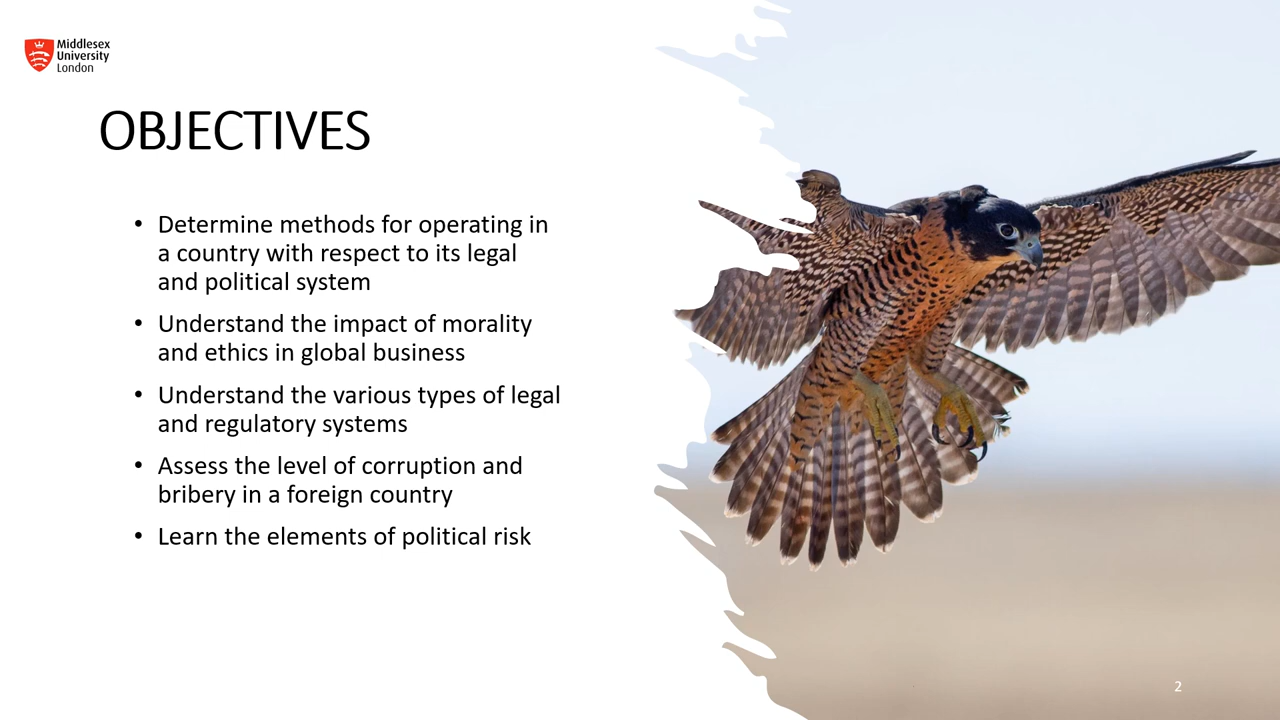 Middlesex
University
London
OBJECTIVES
• Determine methods for operating in
a country with respect to its legal
and political system
• Understand the impact of morality
and ethics in global business
• Understand the various types of legal
and regulatory systems
• Assess the level of corruption and
bribery in a foreign country
• Learn the elements of political risk
2